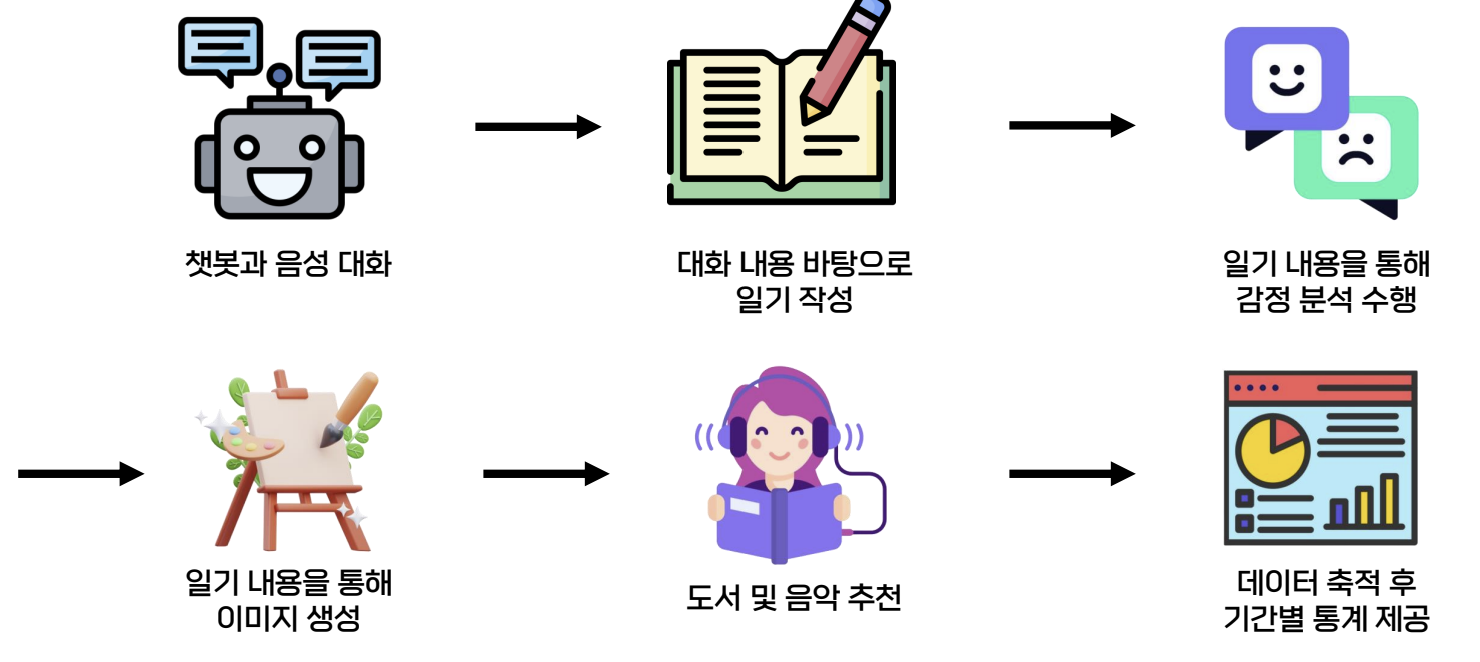 챗봇과 음성 대화
대화 내용 바탕으로
일기 작성
일기 내용을 통해
감정 분석 수행
일기 내용을 통해
이미지 생성
도서 및 음악 추천
데이터 축적 후
기간별 통계 제공